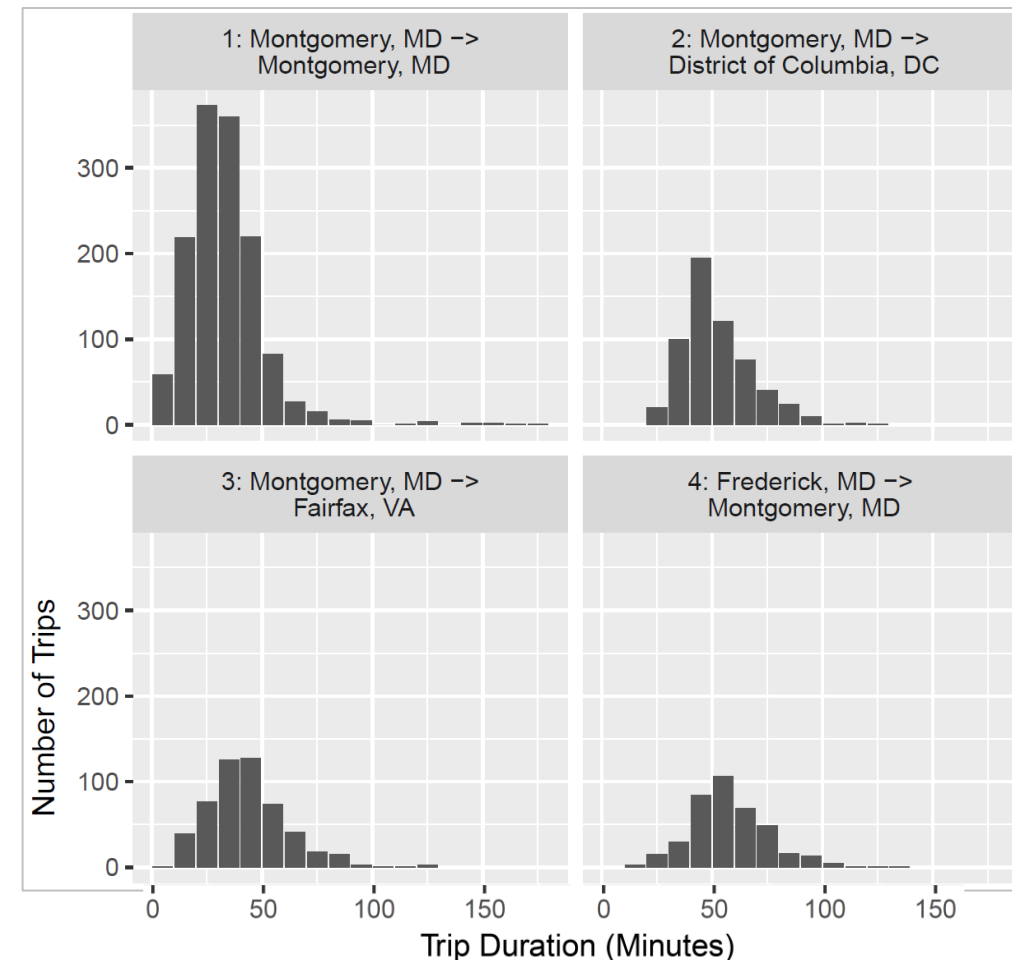 1: Montgomery, MD −>
Montgomery, MD
2: Montgomery, MD −>
District of Columbia, DC
300
200
100
0
3: Montgomery, MD −>
Fairfax, VA
4: Frederick, MD −>
Montgomery, MD
Number of Trips
300
200
100
0
0 50 100 150
0 50 100 150
Trip Duration (Minutes)